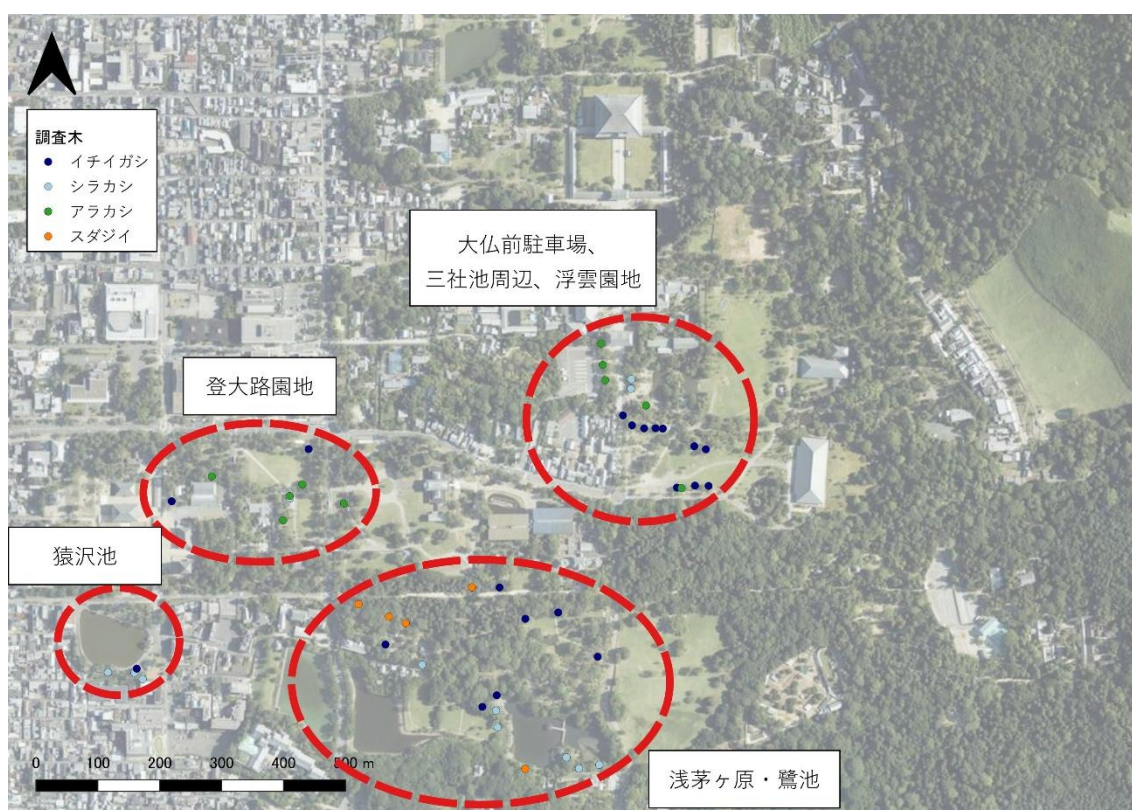 調査木
イチイガシ
シラカシ
アラカシ
スダジイ
大仏前駐車場、
三社池周辺、浮雲園地
登大路園地
猿沢池
浅茅ヶ原・鷺池
0 100 200 300 400 500 m